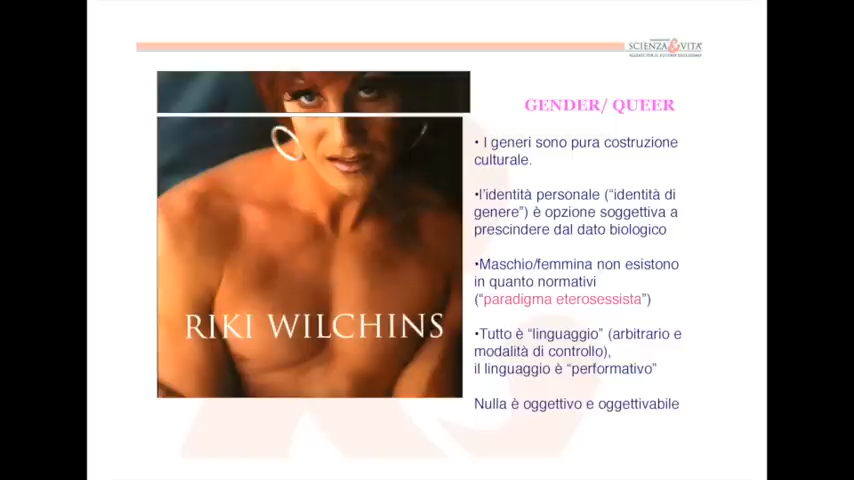 SCIENZA&VITA
GENDER/ QUEER
• I generi sono pura costruzione
culturale.
•l'identità personale ("identità di
genere") è opzione soggettiva a
prescindere dal dato biologico
•Maschio/femmina non esistono
in quanto normativi
("paradigma eterosessista")
•Tutto è "linguaggio" (arbitrario e
modalità di controllo),
il linguaggio è "performativo"
Nulla è oggettivo e oggettivabile
RIKI WILCHINS